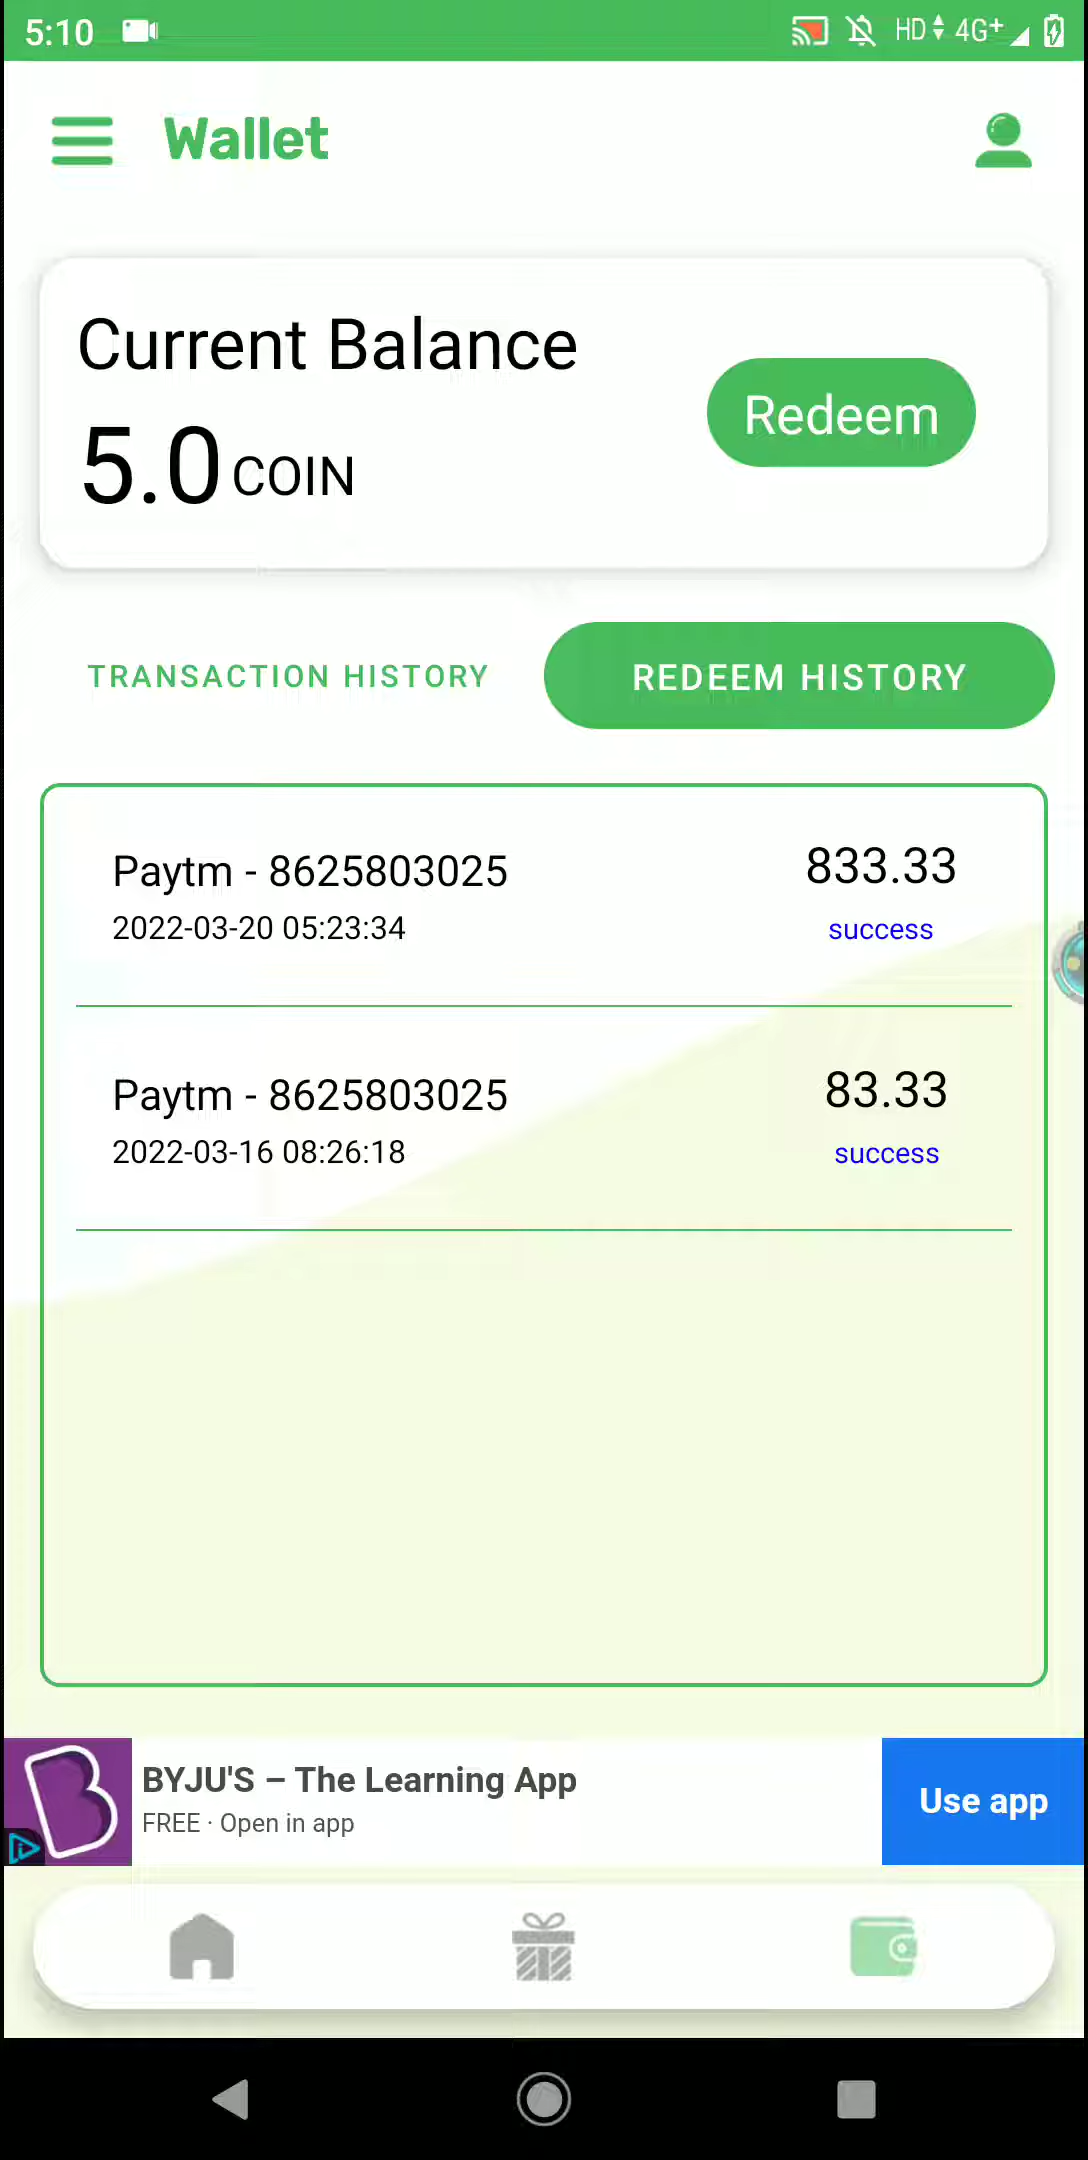 5:10 HD 4G+
Wallet
Current Balance
5.0 COIN
Redeem
TRANSACTION HISTORY REDEEM HISTORY
Paytm - 8625803025 833.33
2022-03-20 05:23:34 success
Paytm - 8625803025 83.33
2022-03-16 08:26:18 success
BYJU'S – The Learning App
FREE · Open in app
Use app